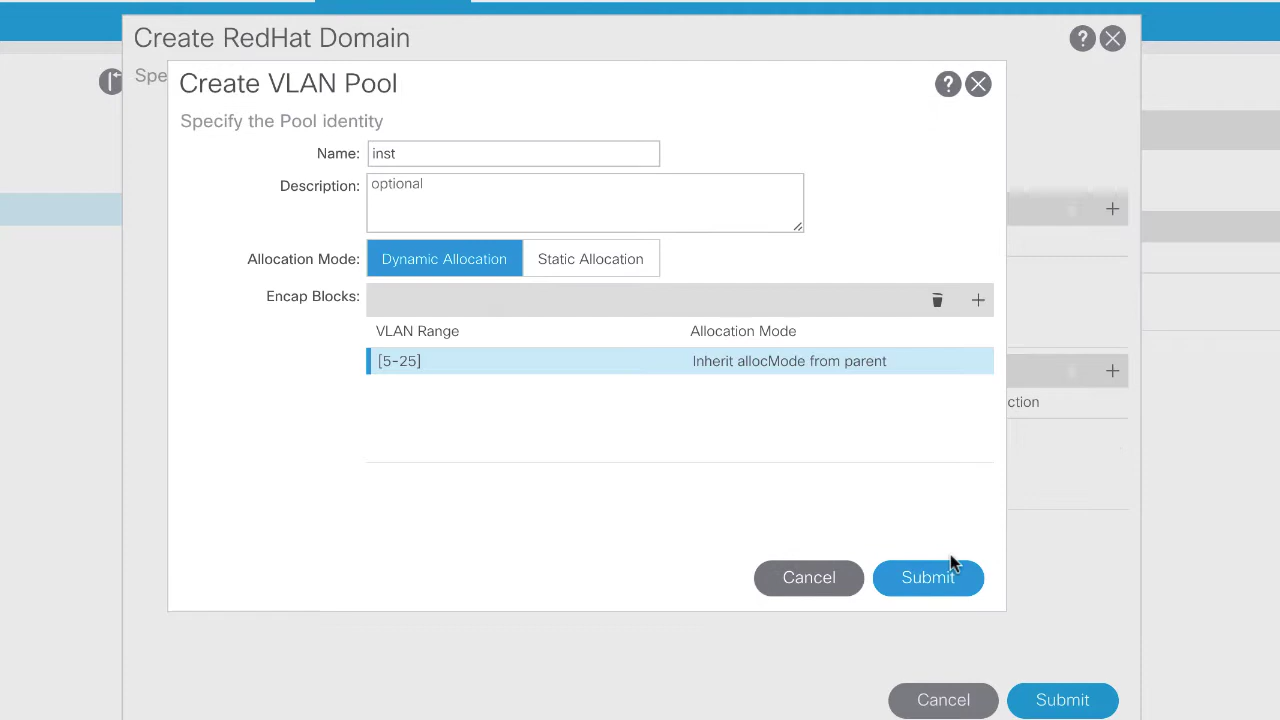 Create RedHat Domain
?
Spe
Create VLAN Pool
?
Specify the Pool identity
Name: inst
Description: optional
Allocation Mode: Dynamic Allocation Static Allocation
Encap Blocks:
VLAN Range Allocation Mode
[5-25] Inherit allocMode from parent
ction
Cancel Submit
Cancel Submit